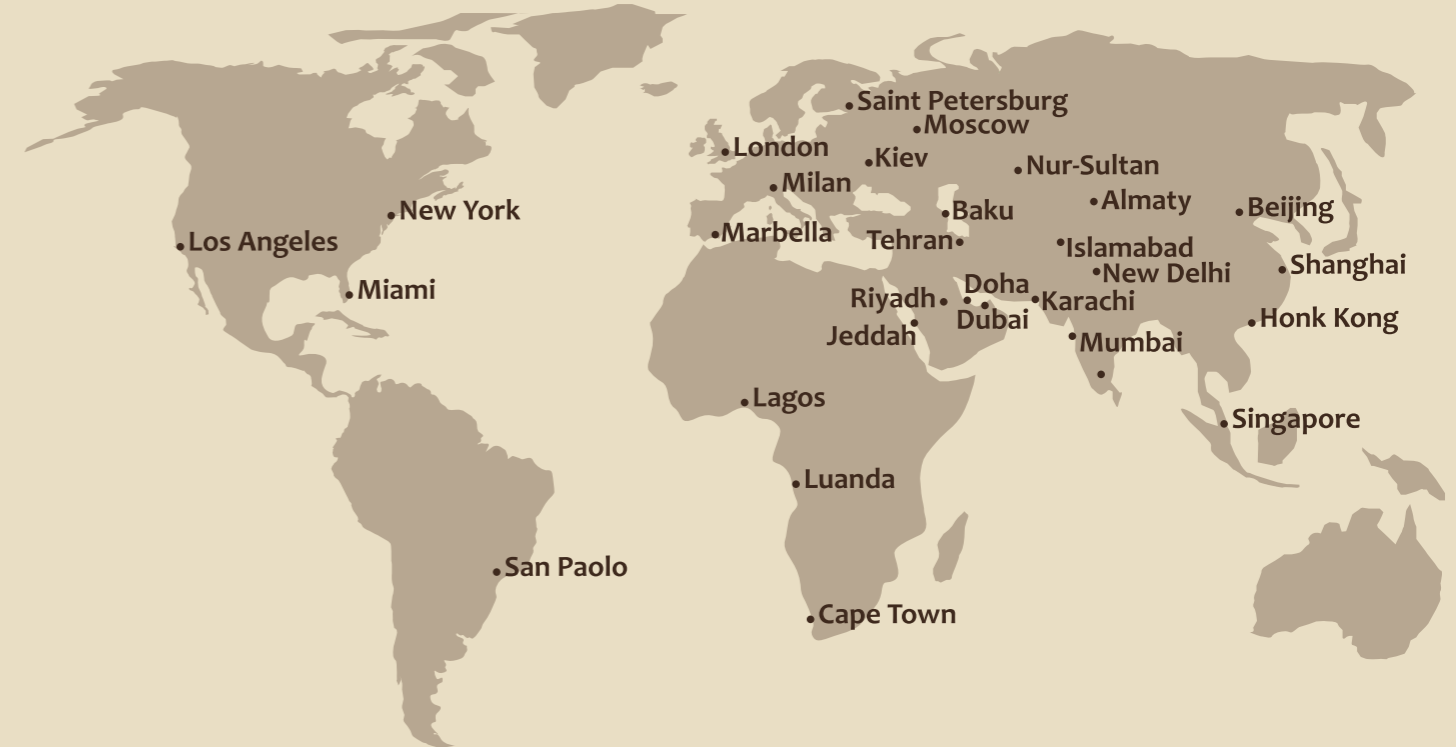 Saint Petersburg
Moscow
London
Kiev
Nur-Sultan
Milan
Almaty
New York
Baku
Beijing
Marbella
Los Angeles
Tehran
Islamabad
Shanghai
New Delhi
Doha
Miami
Riyadh
Karachi
Dubai
Honk Kong
Jeddah
Mumbai
Lagos
Singapore
Luanda
San Paolo
Cape Town